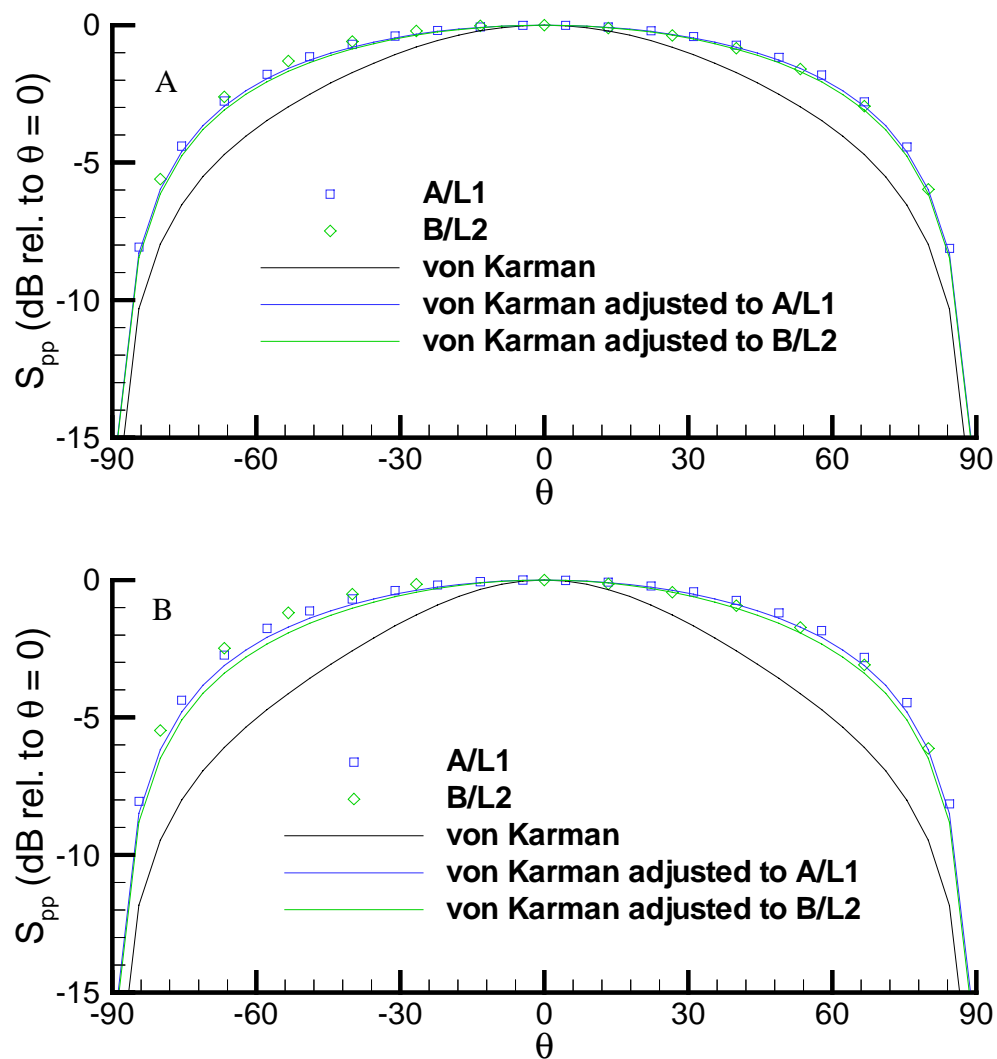 0
A
-5
A/L1
B/L2
von Karman
-10
von Karman adjusted to A/L1
von Karman adjusted to B/L2
-15
Spp (dB rel. to θ = 0)
-90 -60 -30 0 30 60 90
θ
0
B
-5
A/L1
B/L2
von Karman
-10
von Karman adjusted to A/L1
von Karman adjusted to B/L2
-15
Spp (dB rel. to θ = 0)
-90 -60 -30 0 30 60 90
θ